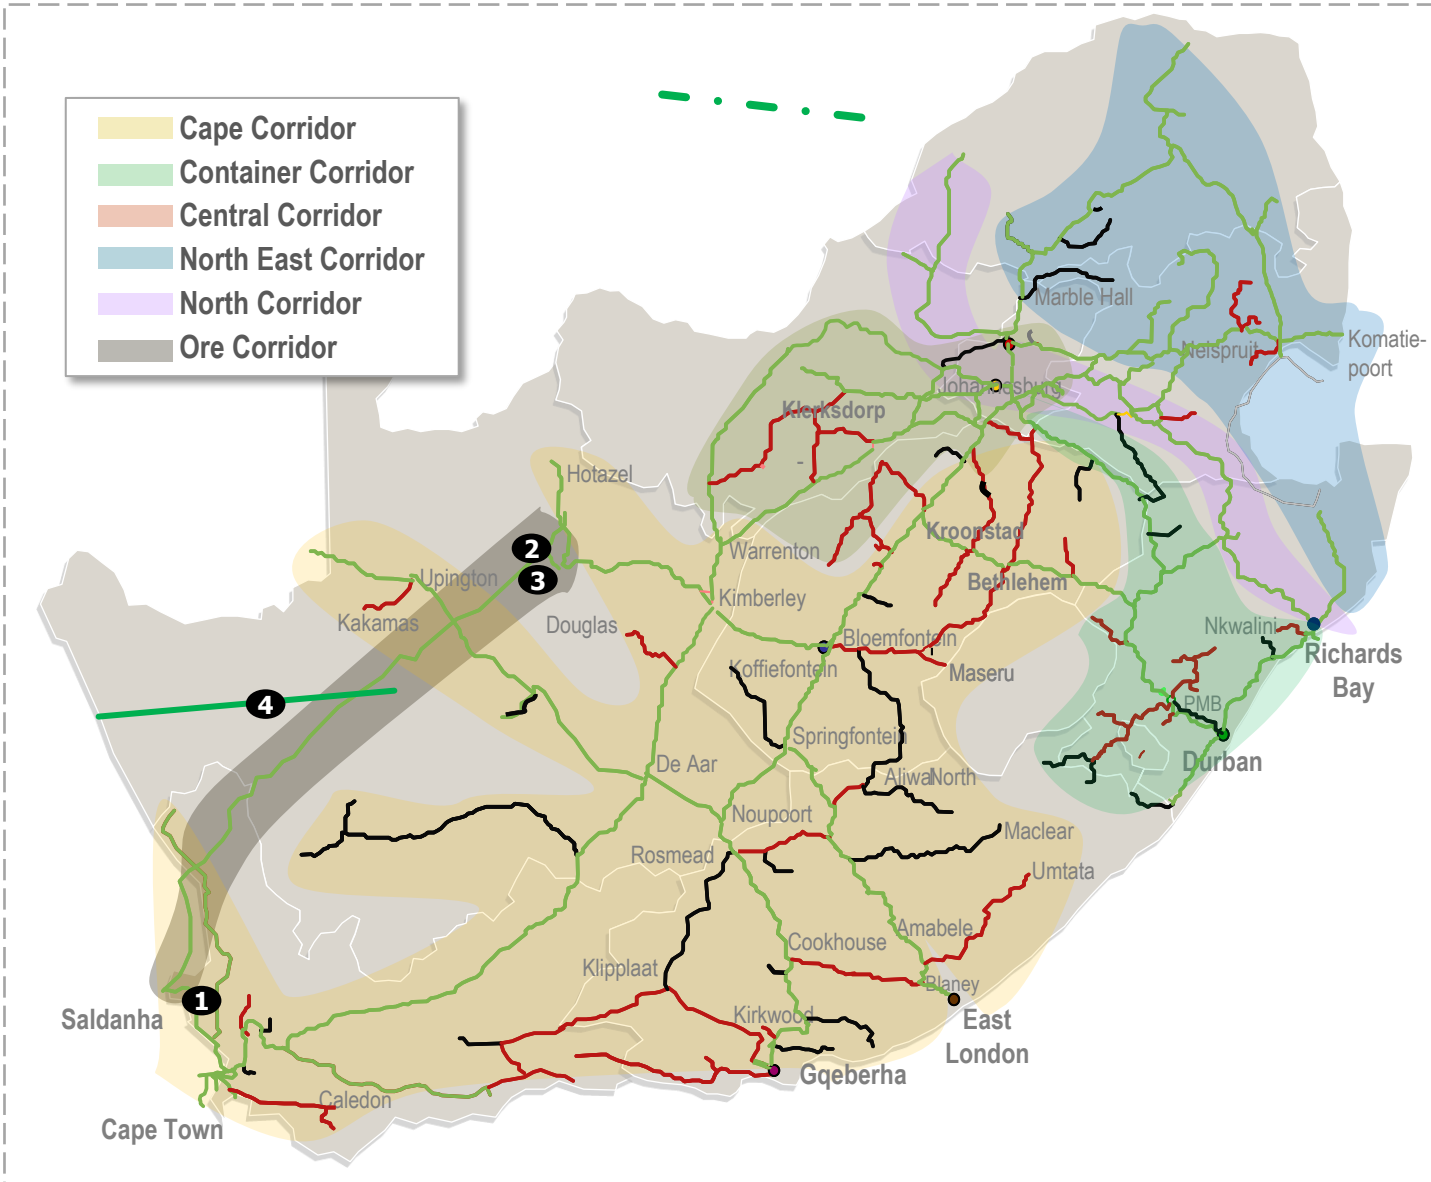 Cape Corridor
Container Corridor
Central Corridor
North East Corridor
North Corridor
Ore Corridor
Marble Hall
Komatie-
poort
Nelspruit
Johannesburg
Klerksdorp
Hotazel
Kroonstad
2
Warrenton
3
Upington
Bethlehem
Kimberley
Kakamas
Douglas
Nkwalini
Bloemfontein
Richards
Bay
Koffiefontein
Maseru
4
PMB
Springfontein
Durban
De Aar
Aliwal North
Noupoort
Maclear
Rosmead
Umtata
Amabele
Cookhouse
Klipplaat
Blaney
1
Kirkwood
Saldanha
East
London
Gqeberha
Caledon
Cape Town